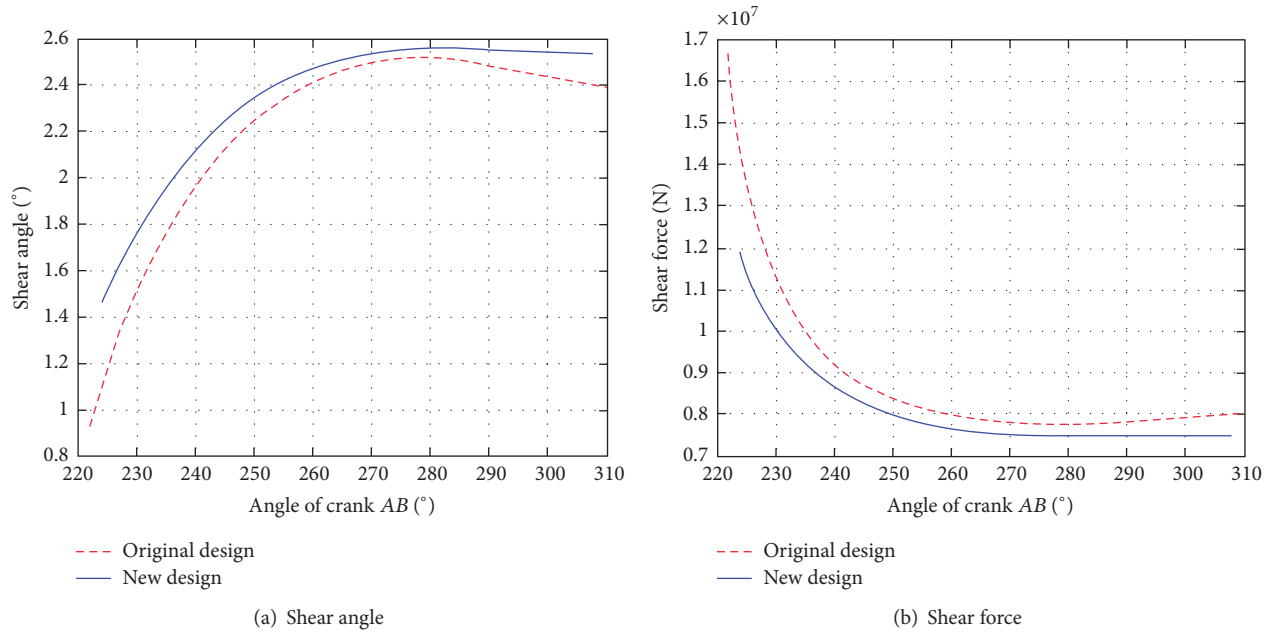 2.6
2.4
2.2
2
1.8
1.6
1.4
1.2
1
0.8
Shear angle (°)
220 230 240 250 260 270 280 290 300 310
Angle of crank AB (°)
Original design
New design
(a) Shear angle
×10⁷
1.7
1.6
1.5
1.4
1.3
1.2
1.1
1
0.9
0.8
0.7
Shear force (N)
220 230 240 250 260 270 280 290 300 310
Angle of crank AB (°)
Original design
New design
(b) Shear force